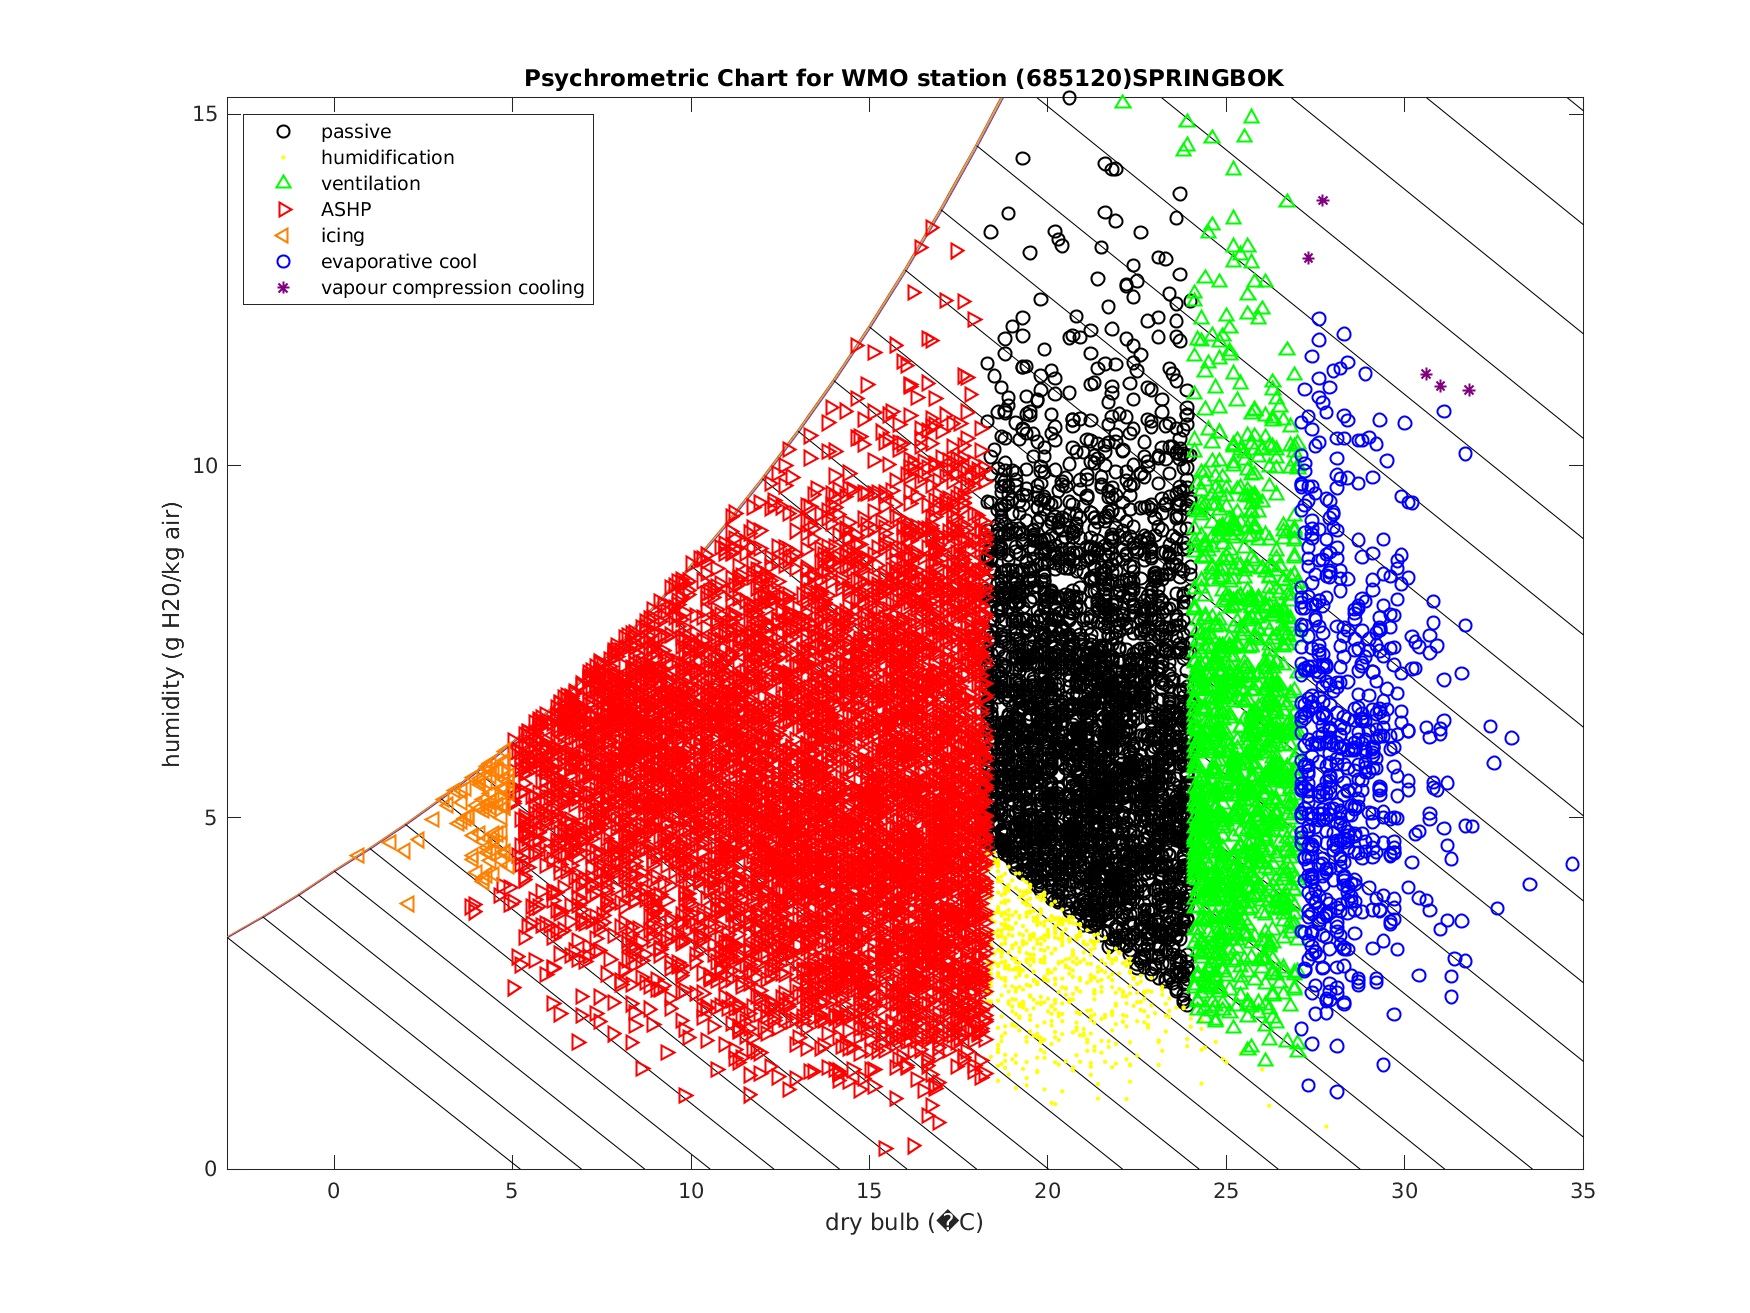 Psychrometric Chart for WMO station (685120)SPRINGBOK
passive
humidification
ventilation
ASHP
icing
evaporative cool
vapour compression cooling
humidity (g H20/kg air)
15
10
5
0
0 5 10 15 20 25 30 35
dry bulb (�C)